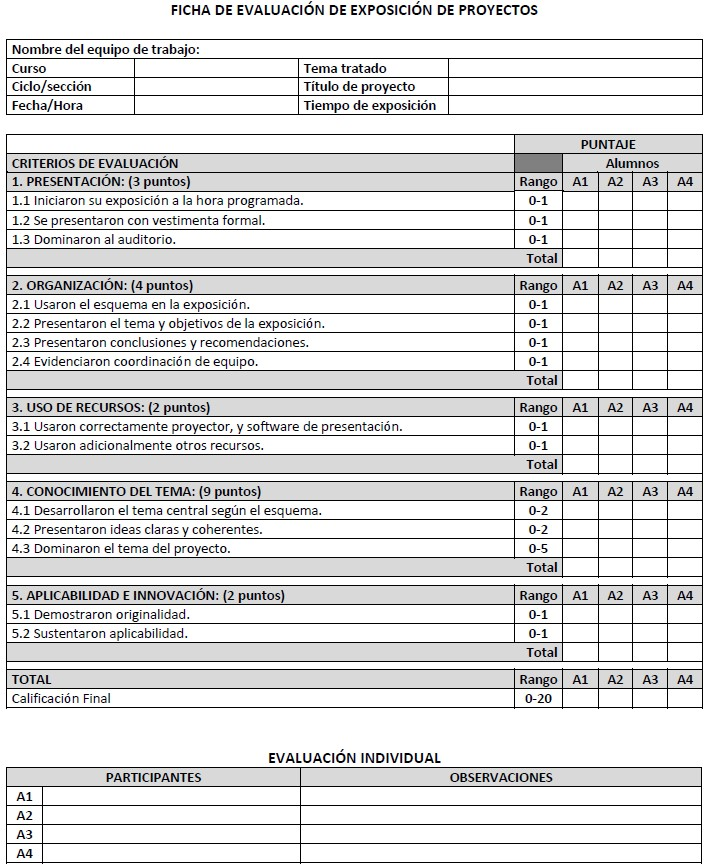 FICHA DE EVALUACIÓN DE EXPOSICIÓN DE PROYECTOS
Nombre del equipo de trabajo:
Curso Tema tratado
Ciclo/sección Título de proyecto
Fecha/Hora Tiempo de exposición
PUNTAJE
CRITERIOS DE EVALUACIÓN Alumnos
1. PRESENTACIÓN: (3 puntos) Rango A1 A2 A3 A4
1.1 Iniciaron su exposición a la hora programada. 0-1
1.2 Se presentaron con vestimenta formal. 0-1
1.3 Dominaron al auditorio. 0-1
Total
2. ORGANIZACIÓN: (4 puntos) Rango A1 A2 A3 A4
2.1 Usaron el esquema en la exposición. 0-1
2.2 Presentaron el tema y objetivos de la exposición. 0-1
2.3 Presentaron conclusiones y recomendaciones. 0-1
2.4 Evidenciaron coordinación de equipo. 0-1
Total
3. USO DE RECURSOS: (2 puntos) Rango A1 A2 A3 A4
3.1 Usaron correctamente proyector, y software de presentación. 0-1
3.2 Usaron adicionalmente otros recursos. 0-1
Total
4. CONOCIMIENTO DEL TEMA: (9 puntos) Rango A1 A2 A3 A4
4.1 Desarrollaron el tema central según el esquema. 0-2
4.2 Presentaron ideas claras y coherentes. 0-2
4.3 Dominaron el tema del proyecto. 0-5
Total
5. APLICABILIDAD E INNOVACIÓN: (2 puntos) Rango A1 A2 A3 A4
5.1 Demostraron originalidad. 0-1
5.2 Sustentaron aplicabilidad. 0-1
Total
TOTAL Rango A1 A2 A3 A4
Calificación Final 0-20
EVALUACIÓN INDIVIDUAL
PARTICIPANTES OBSERVACIONES
A1
A2
A3
A4